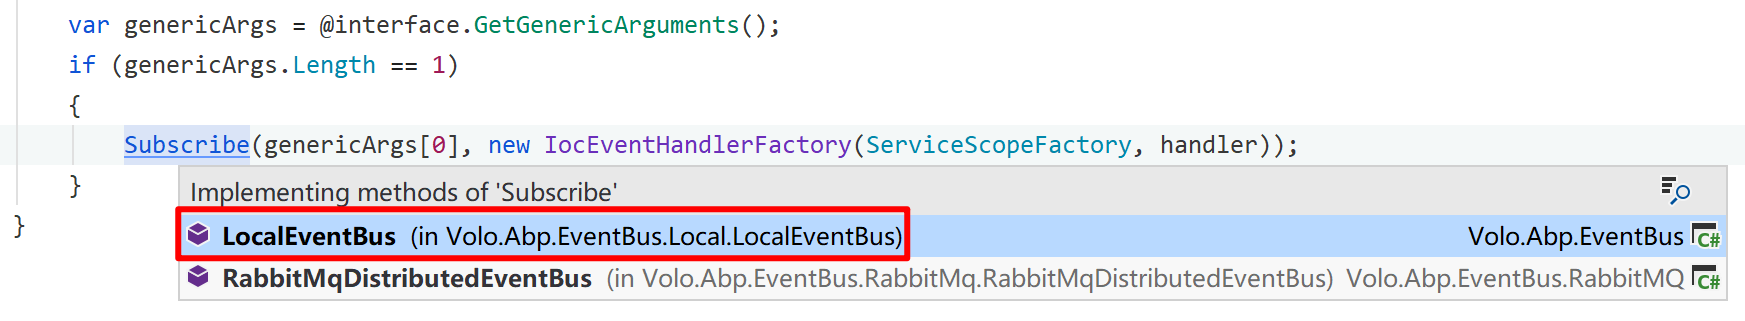 var genericArgs = @interface.GetGenericArguments();
if (genericArgs.Length == 1)
{
Subscribe(genericArgs[0], new IocEventHandlerFactory(ServiceScopeFactory, handler));
}
Implementing methods of 'Subscribe'
}
LocalEventBus (in Volo.Abp.EventBus.Local.LocalEventBus) Volo.Abp.EventBus C#
RabbitMqDistributedEventBus (in Volo.Abp.EventBus.RabbitMq.RabbitMqDistributedEventBus) Volo.Abp.EventBus.RabbitMQ C#